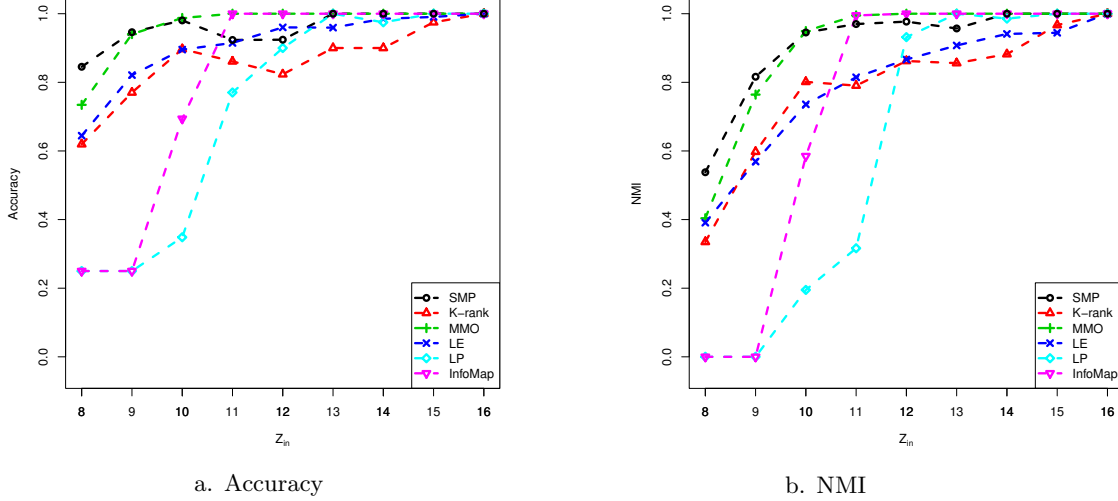 Accuracy
0.0
0.2
0.4
0.6
0.8
1.0
8 9 10 11 12 13 14 15 16
Z_in
SMP
K−rank
MMO
LE
LP
InfoMap
a. Accuracy
NMI
0.0
0.2
0.4
0.6
0.8
1.0
8 9 10 11 12 13 14 15 16
Z_in
SMP
K−rank
MMO
LE
LP
InfoMap
b. NMI